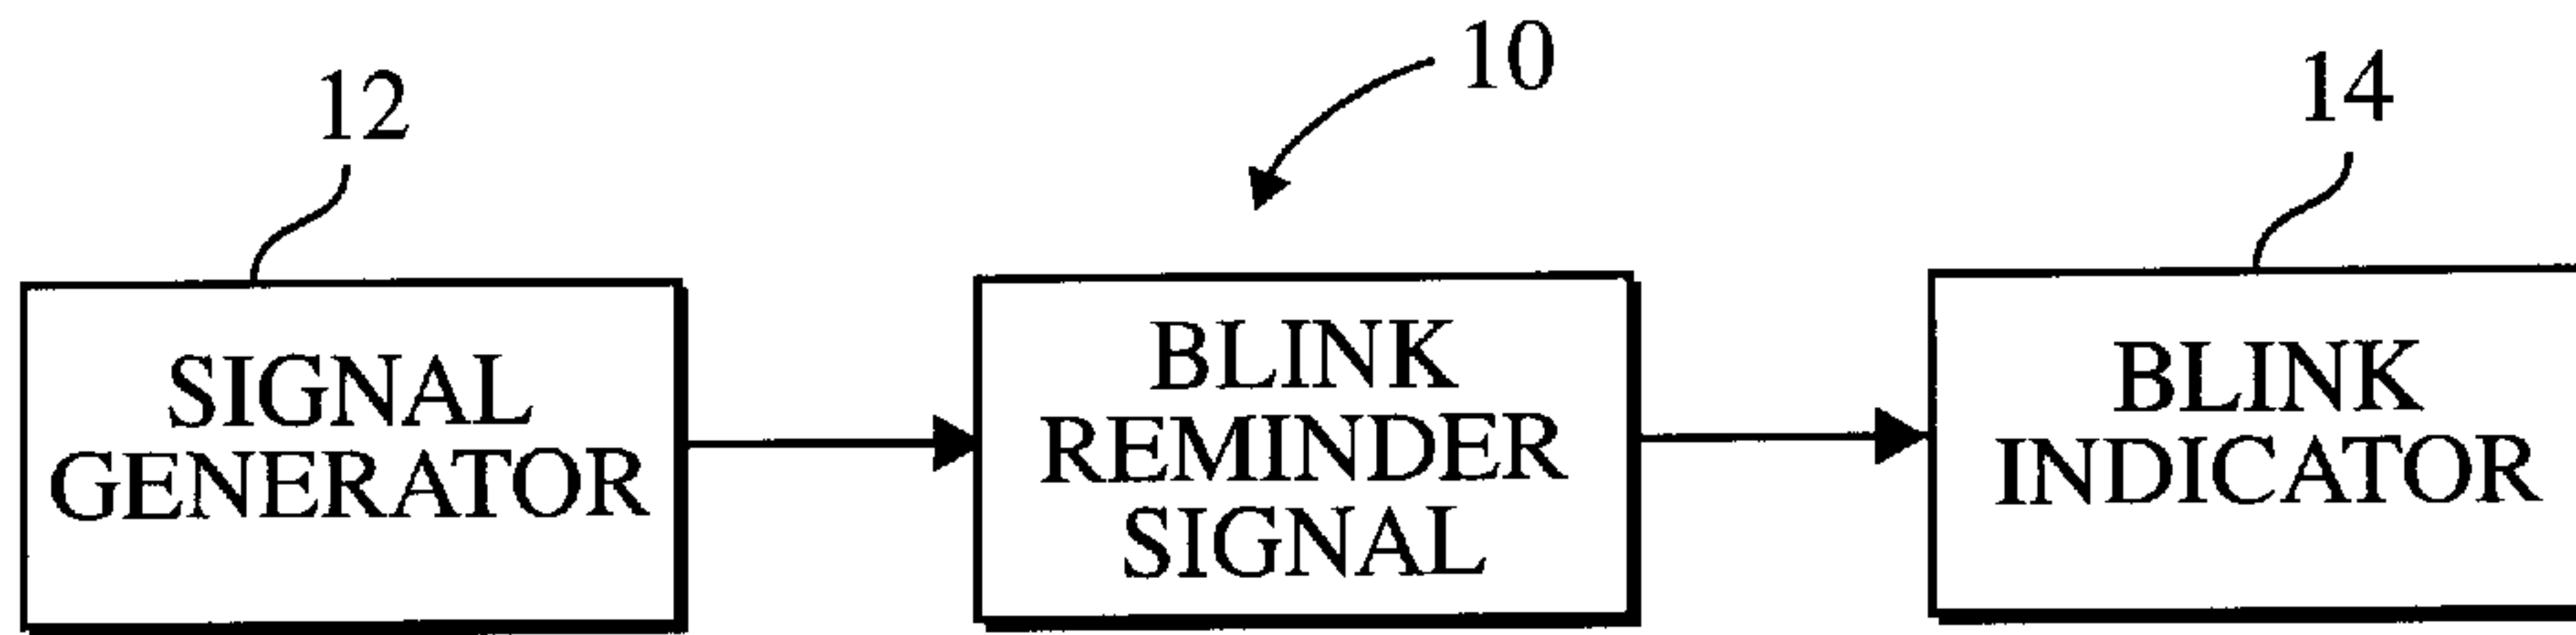 12
10
14
SIGNAL
GENERATOR
BLINK
REMINDER
SIGNAL
BLINK
INDICATOR